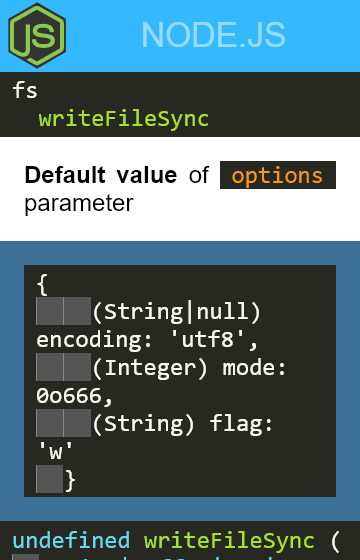 JS
NODE.JS
fs
writeFileSync
Default value of options
parameter
{
(String|null)
encoding: 'utf8',
(Integer) mode:
0o666,
(String) flag:
'w'
}
undefined writeFileSync (